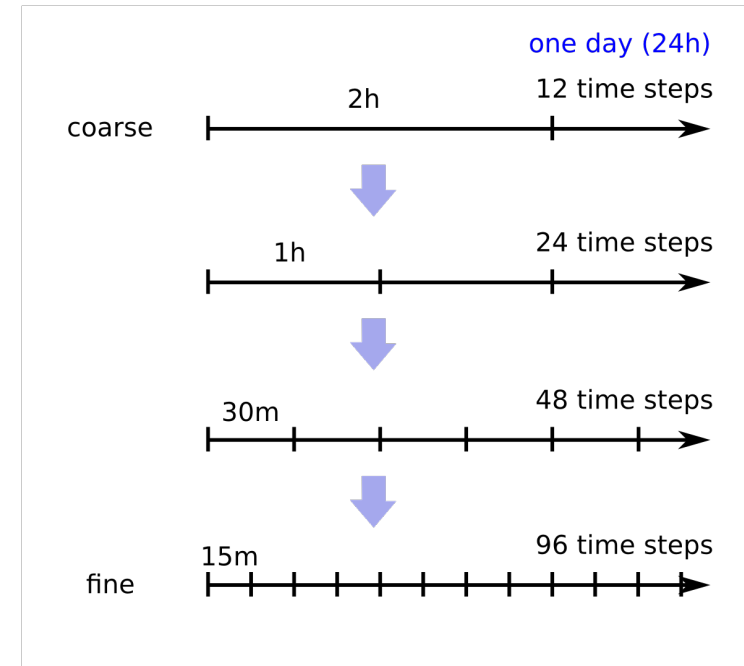 one day (24h)
12 time steps
2h
coarse
24 time steps
1h
48 time steps
30m
96 time steps
15m
fine